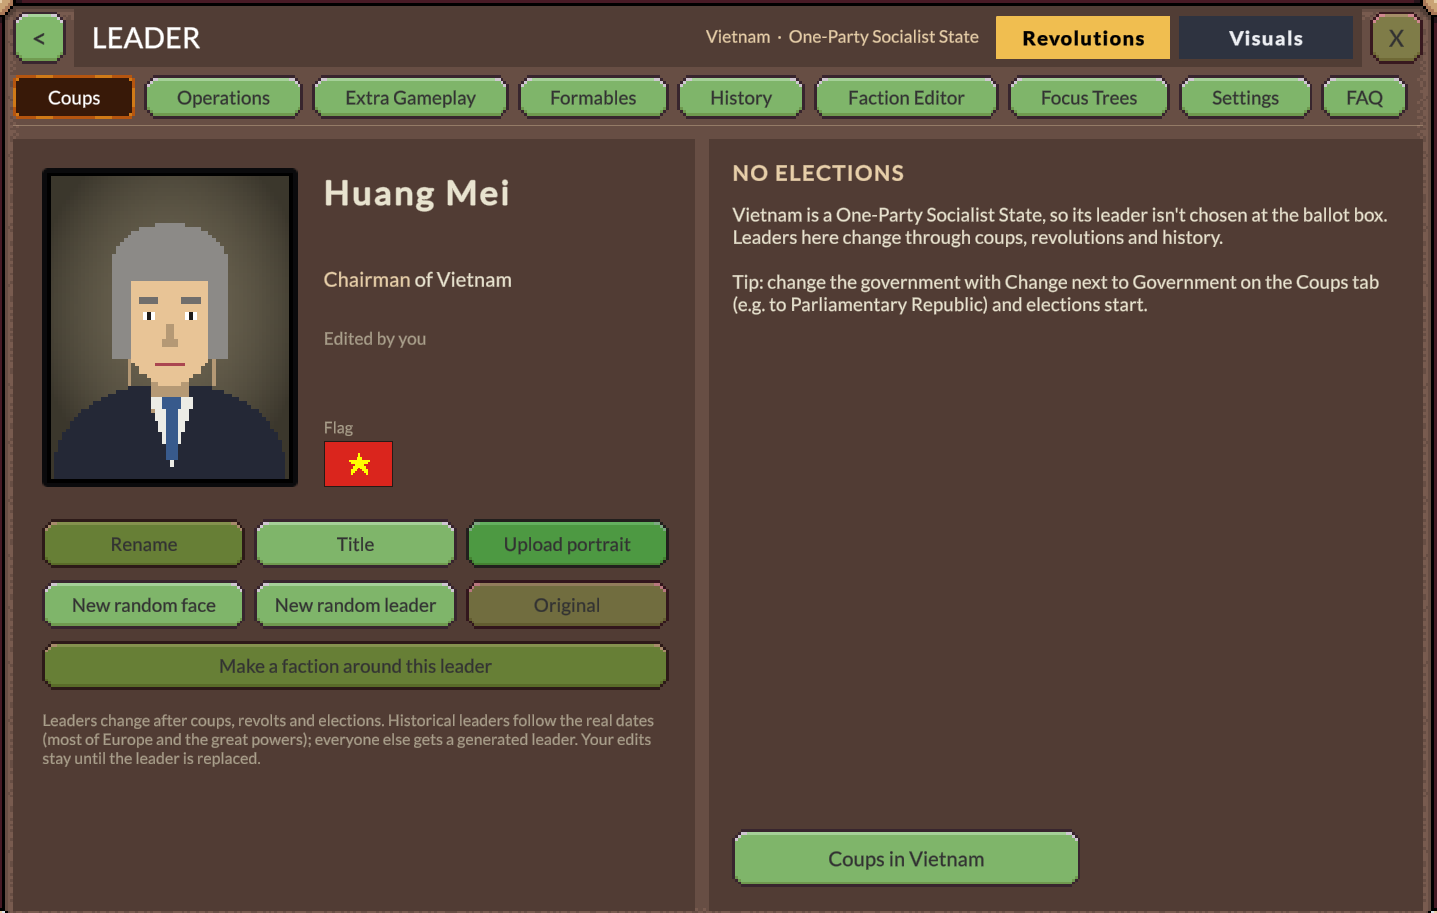 <
LEADER
Vietnam · One-Party Socialist State
Revolutions
Visuals
X
Coups
Operations
Extra Gameplay
Formables
History
Faction Editor
Focus Trees
Settings
FAQ
Huang Mei
Chairman of Vietnam
Edited by you
Flag
Rename
Title
Upload portrait
New random face
New random leader
Original
Make a faction around this leader
Leaders change after coups, revolts and elections. Historical leaders follow the real dates
(most of Europe and the great powers); everyone else gets a generated leader. Your edits
stay until the leader is replaced.
NO ELECTIONS
Vietnam is a One-Party Socialist State, so its leader isn't chosen at the ballot box.
Leaders here change through coups, revolutions and history.
Tip: change the government with Change next to Government on the Coups tab
(e.g. to Parliamentary Republic) and elections start.
Coups in Vietnam